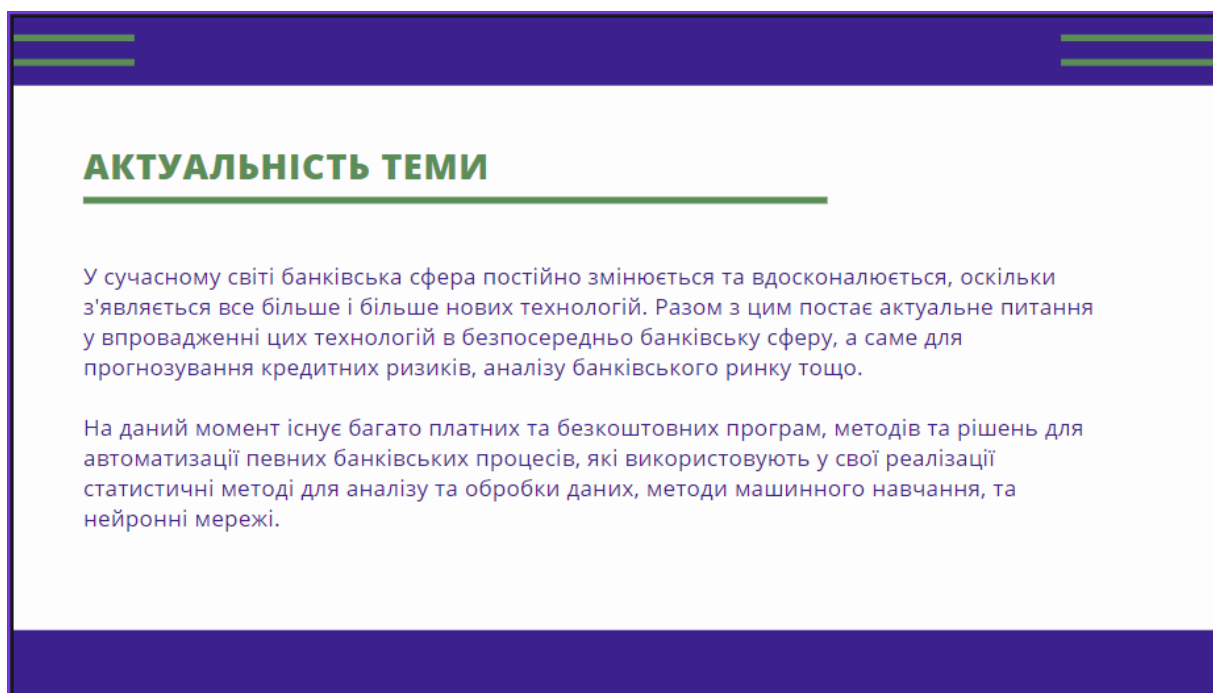 АКТУАЛЬНІСТЬ ТЕМИ
У сучасному світі банківська сфера постійно змінюється та вдосконалюється, оскільки
з'являється все більше і більше нових технологій. Разом з цим постає актуальне питання
у впровадженні цих технологій в безпосередньо банківську сферу, а саме для
прогнозування кредитних ризиків, аналізу банківського ринку тощо.
На даний момент існує багато платних та безкоштовних програм, методів та рішень для
автоматизації певних банківських процесів, які використовують у свої реалізації
статистичні методі для аналізу та обробки даних, методи машинного навчання, та
нейронні мережі.